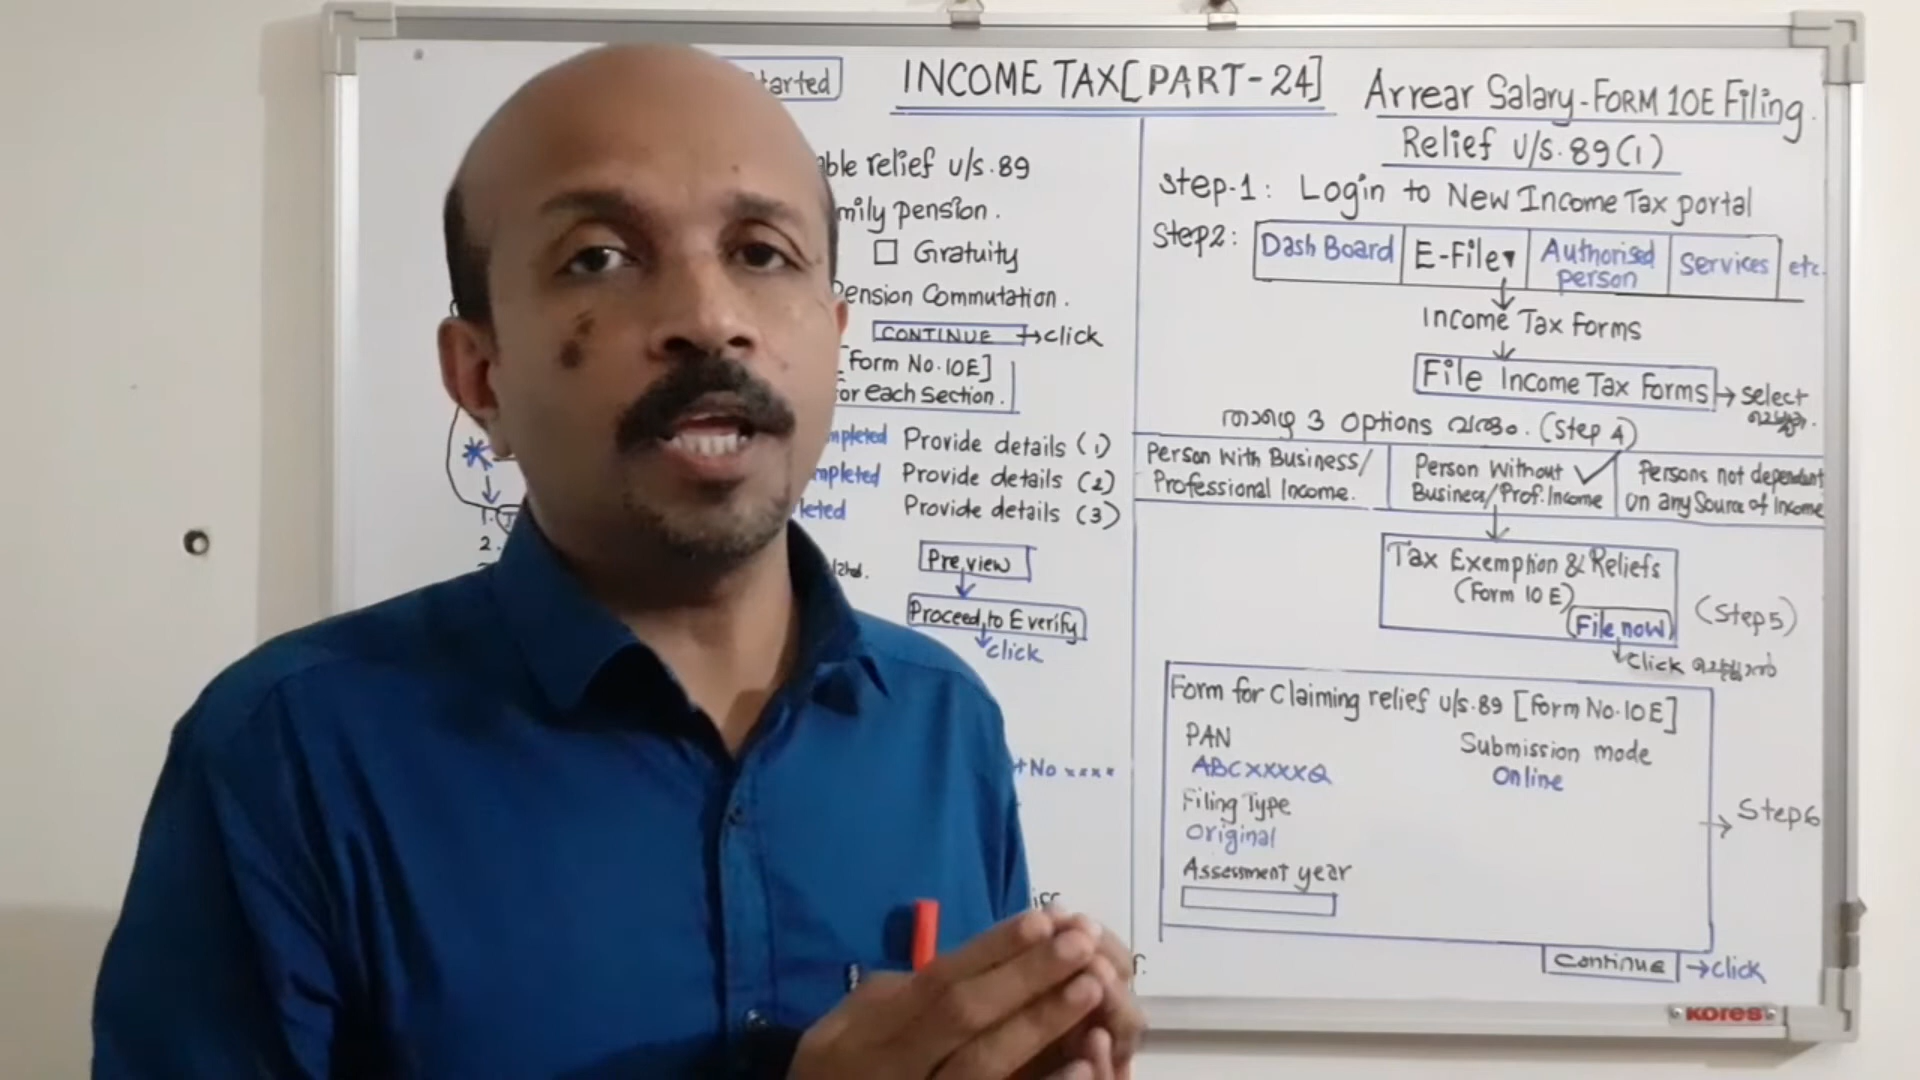 INCOME TAX [PART-24]
Arrear Salary-FORM 10E Filing.
Relief U/s.89(1)
arted
able relief u/s.89
mily pension.
Gratuity
Pension Commutation.
CONTINUE → click
[Form No.10E]
or each Section.
mpleted Provide details (1)
mpleted Provide details (2)
leted Provide details (3)
Preview
Proceed to E verify
click
No xxxx
1.
2.
Step-1: Login to New Income Tax portal
Step2: Dash Board E-File▾ Authorised person Services etc.
Income Tax Forms
File Income Tax Forms → select
3 Options (Step 4)
Person With Business/
Professional Income.
Person Without ✓
Business/Prof.Income
Persons not dependant
on any Source of Income
Tax Exemption & Reliefs
(Form 10 E)
File now
(Step5)
Click
Form for Claiming relief u/s.89 [Form No.10E]
PAN
ABCXXXXQ
Submission mode
Online
Filing Type
Original
Assessment year
→ Step6
Continue → click
KORES